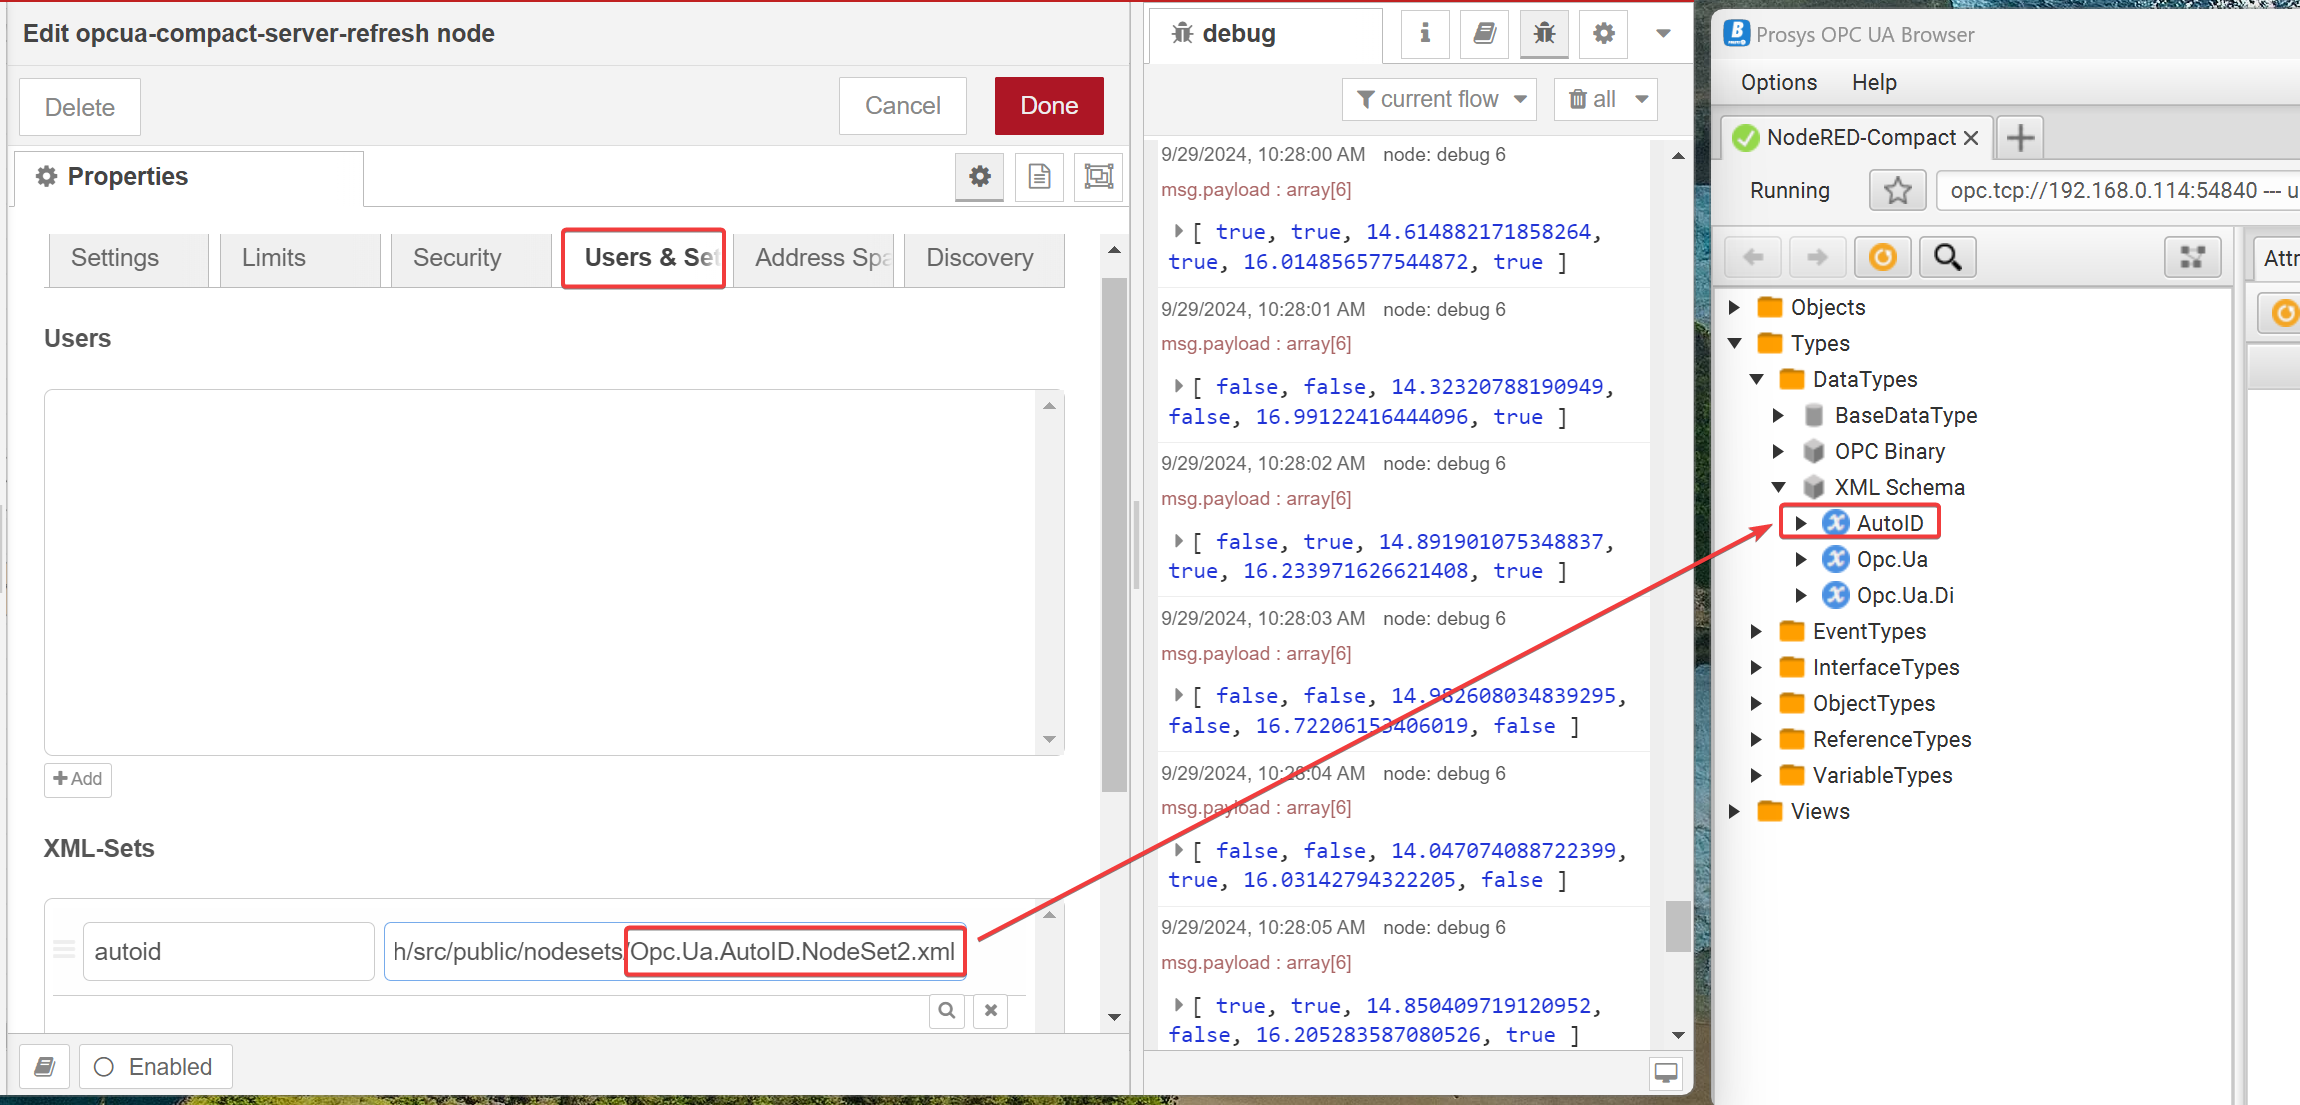 Edit opcua-compact-server-refresh node
Delete
Cancel
Done
Properties
Settings
Limits
Security
Users & Set
Address Spa
Discovery
Users
Add
XML-Sets
autoid
h/src/public/nodesets/Opc.Ua.AutoID.NodeSet2.xml
Enabled
debug
current flow
all
9/29/2024, 10:28:00 AM node: debug 6
msg.payload : array[6]
[ true, true, 14.614882171858264,
true, 16.014856577544872, true ]
9/29/2024, 10:28:01 AM node: debug 6
msg.payload : array[6]
[ false, false, 14.32320788190949,
false, 16.99122416444096, true ]
9/29/2024, 10:28:02 AM node: debug 6
msg.payload : array[6]
[ false, true, 14.891901075348837,
true, 16.233971626621408, true ]
9/29/2024, 10:28:03 AM node: debug 6
msg.payload : array[6]
[ false, false, 14.982608034839295,
false, 16.72206153406019, false ]
9/29/2024, 10:28:04 AM node: debug 6
msg.payload : array[6]
[ false, false, 14.047074088722399,
true, 16.03142794322205, false ]
9/29/2024, 10:28:05 AM node: debug 6
msg.payload : array[6]
[ true, true, 14.850409719120952,
false, 16.205283587080526, true ]
Prosys OPC UA Browser
Options
Help
NodeRED-Compact
Running
opc.tcp://192.168.0.114:54840 --- u
Attr
Objects
Types
DataTypes
BaseDataType
OPC Binary
XML Schema
AutoID
Opc.Ua
Opc.Ua.Di
EventTypes
InterfaceTypes
ObjectTypes
ReferenceTypes
VariableTypes
Views